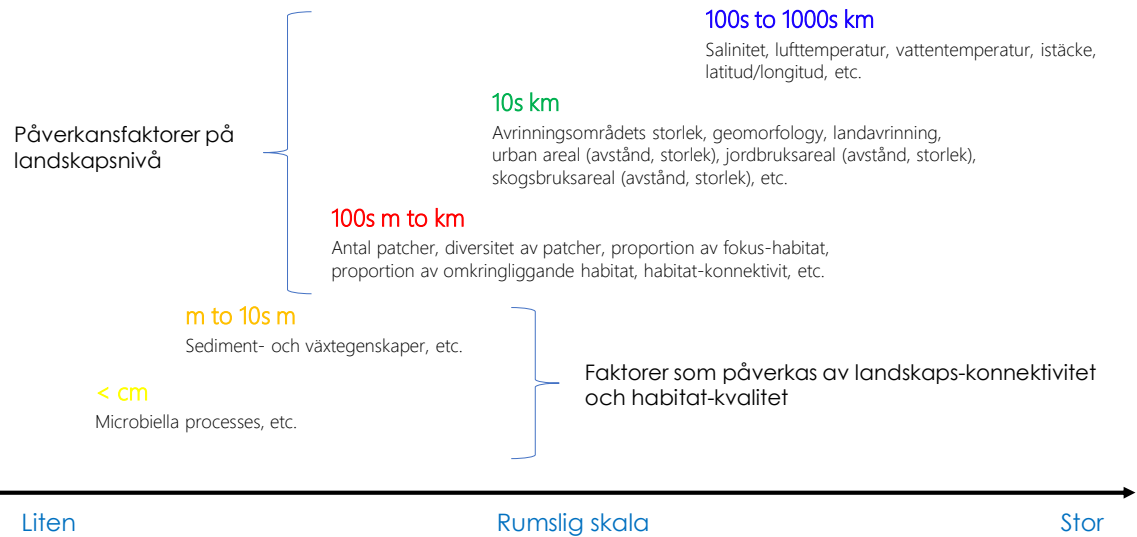 100s to 1000s km
Salinitet, lufttemperatur, vattentemperatur, istäcke,
latitud/longitud, etc.
10s km
Avrinningsområdets storlek, geomorfology, landavrinning,
urban areal (avstånd, storlek), jordbruksareal (avstånd, storlek),
skogsbruksareal (avstånd, storlek), etc.
Påverkansfaktorer på
landskapsnivå
100s m to km
Antal patcher, diversitet av patcher, proportion av fokus-habitat,
proportion av omkringliggande habitat, habitat-konnektivit, etc.
m to 10s m
Sediment- och växtegenskaper, etc.
Faktorer som påverkas av landskaps-konnektivitet
och habitat-kvalitet
< cm
Microbiella processes, etc.
Liten
Rumslig skala
Stor